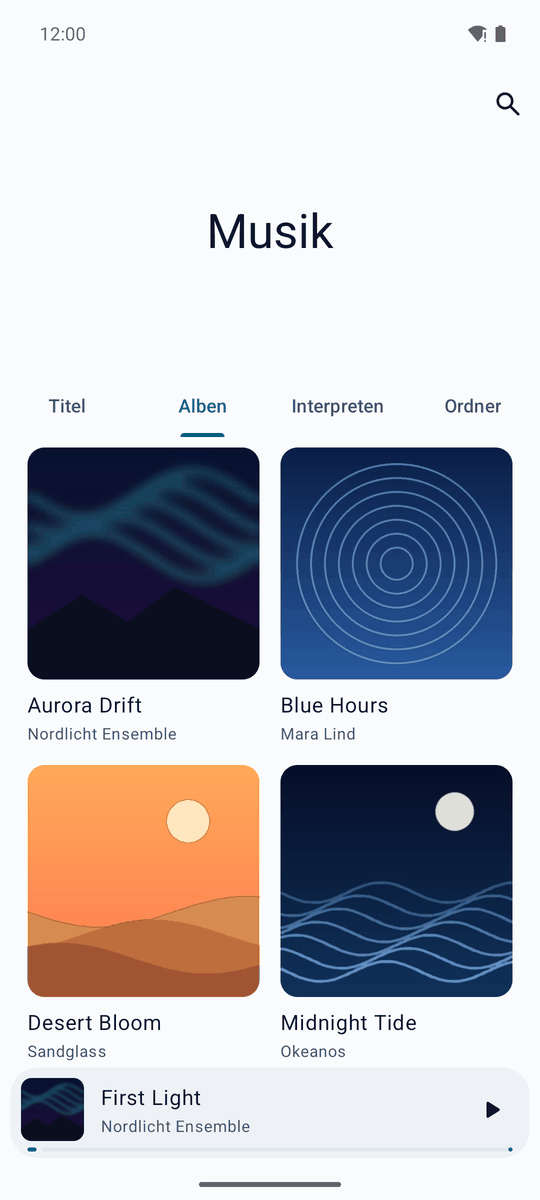 12:00
Musik
Titel
Alben
Interpreten
Ordner
Aurora Drift
Nordlicht Ensemble
Blue Hours
Mara Lind
Desert Bloom
Sandglass
Midnight Tide
Okeanos
First Light
Nordlicht Ensemble